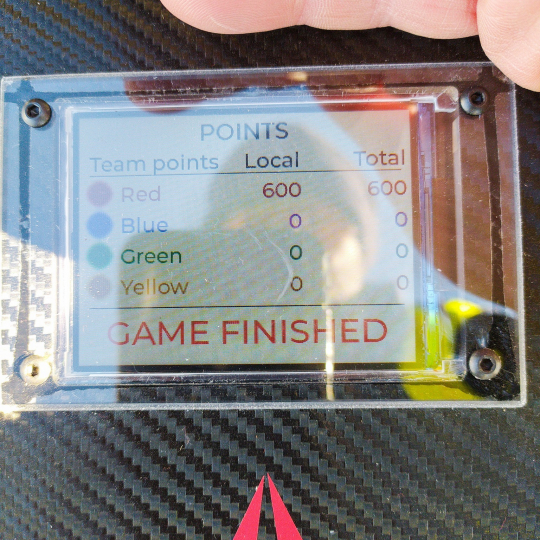 POINTS
Team points Local Total
Red 600 600
Blue 0 0
Green 0 0
Yellow 0 0
GAME FINISHED